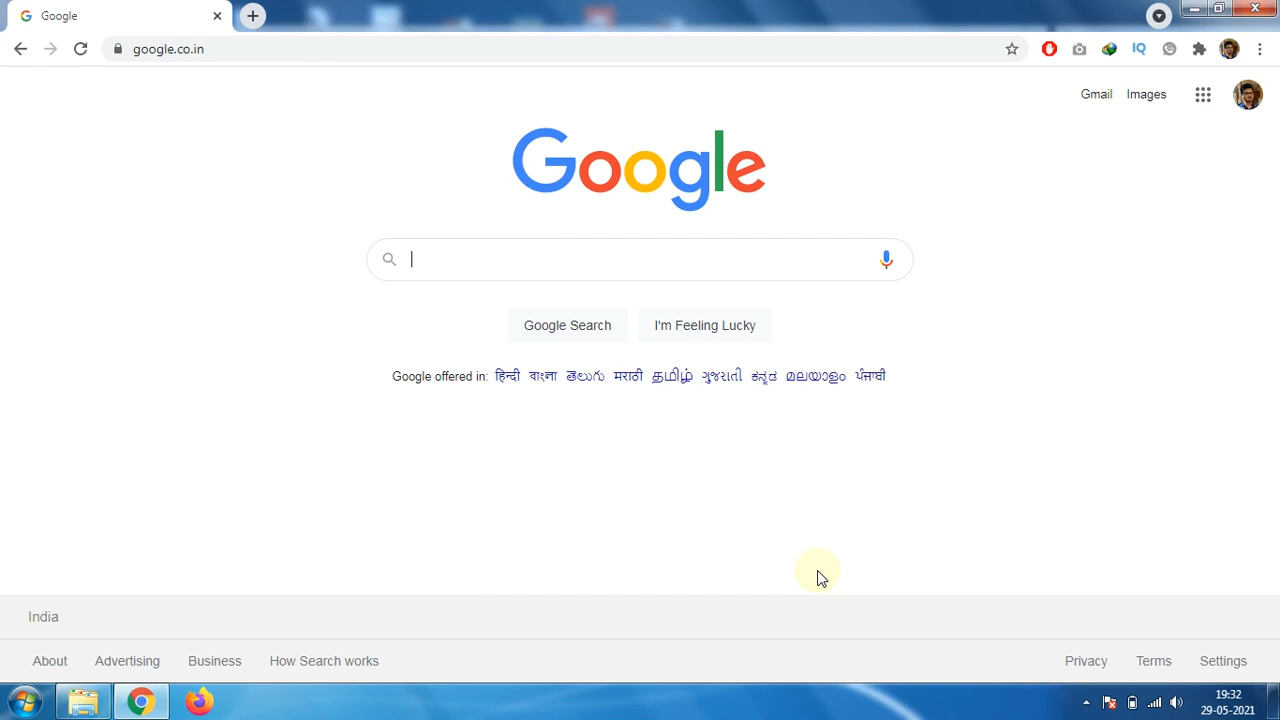 Google
google.co.in
IQ
Gmail Images
Google
Google Search I'm Feeling Lucky
Google offered in: हिन्दी বাংলা తెలుగు मराठी தமிழ் ગુજરાતી ಕನ್ನಡ മലയാളം ਪੰਜਾਬੀ
India
About Advertising Business How Search works Privacy Terms Settings
19:32
29-05-2021